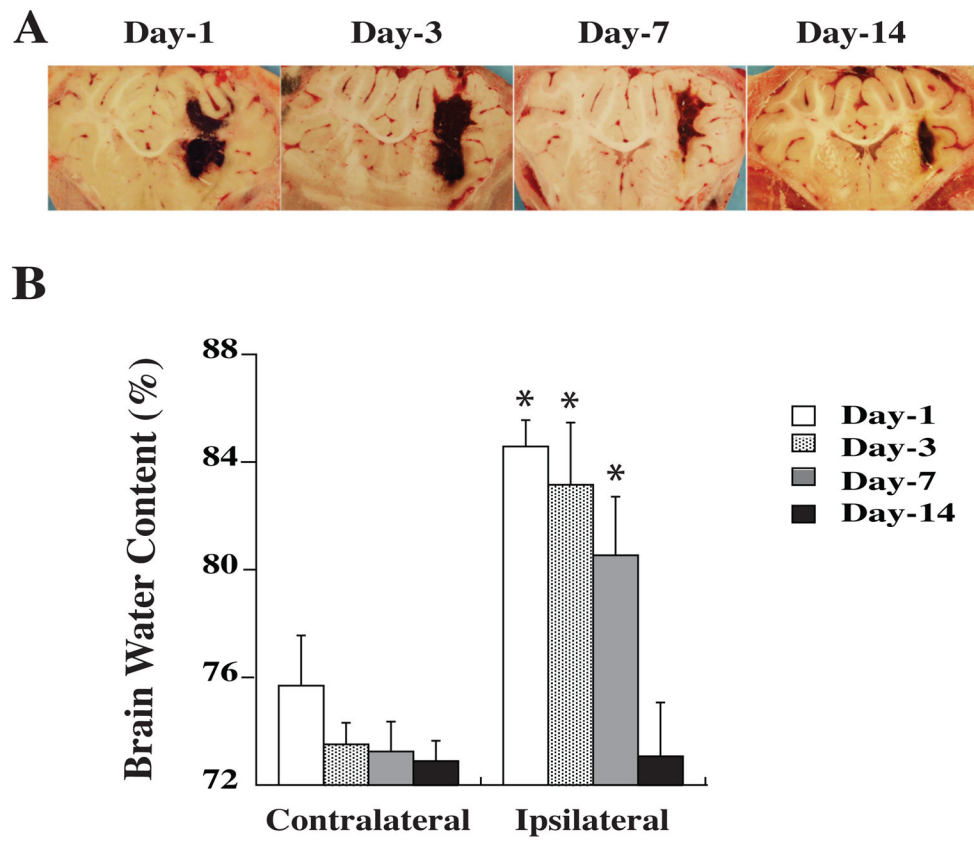 A
Day-1 Day-3 Day-7 Day-14
B
Brain Water Content (%)
88
84
80
76
72
* * *
Contralateral Ipsilateral
Day-1
Day-3
Day-7
Day-14